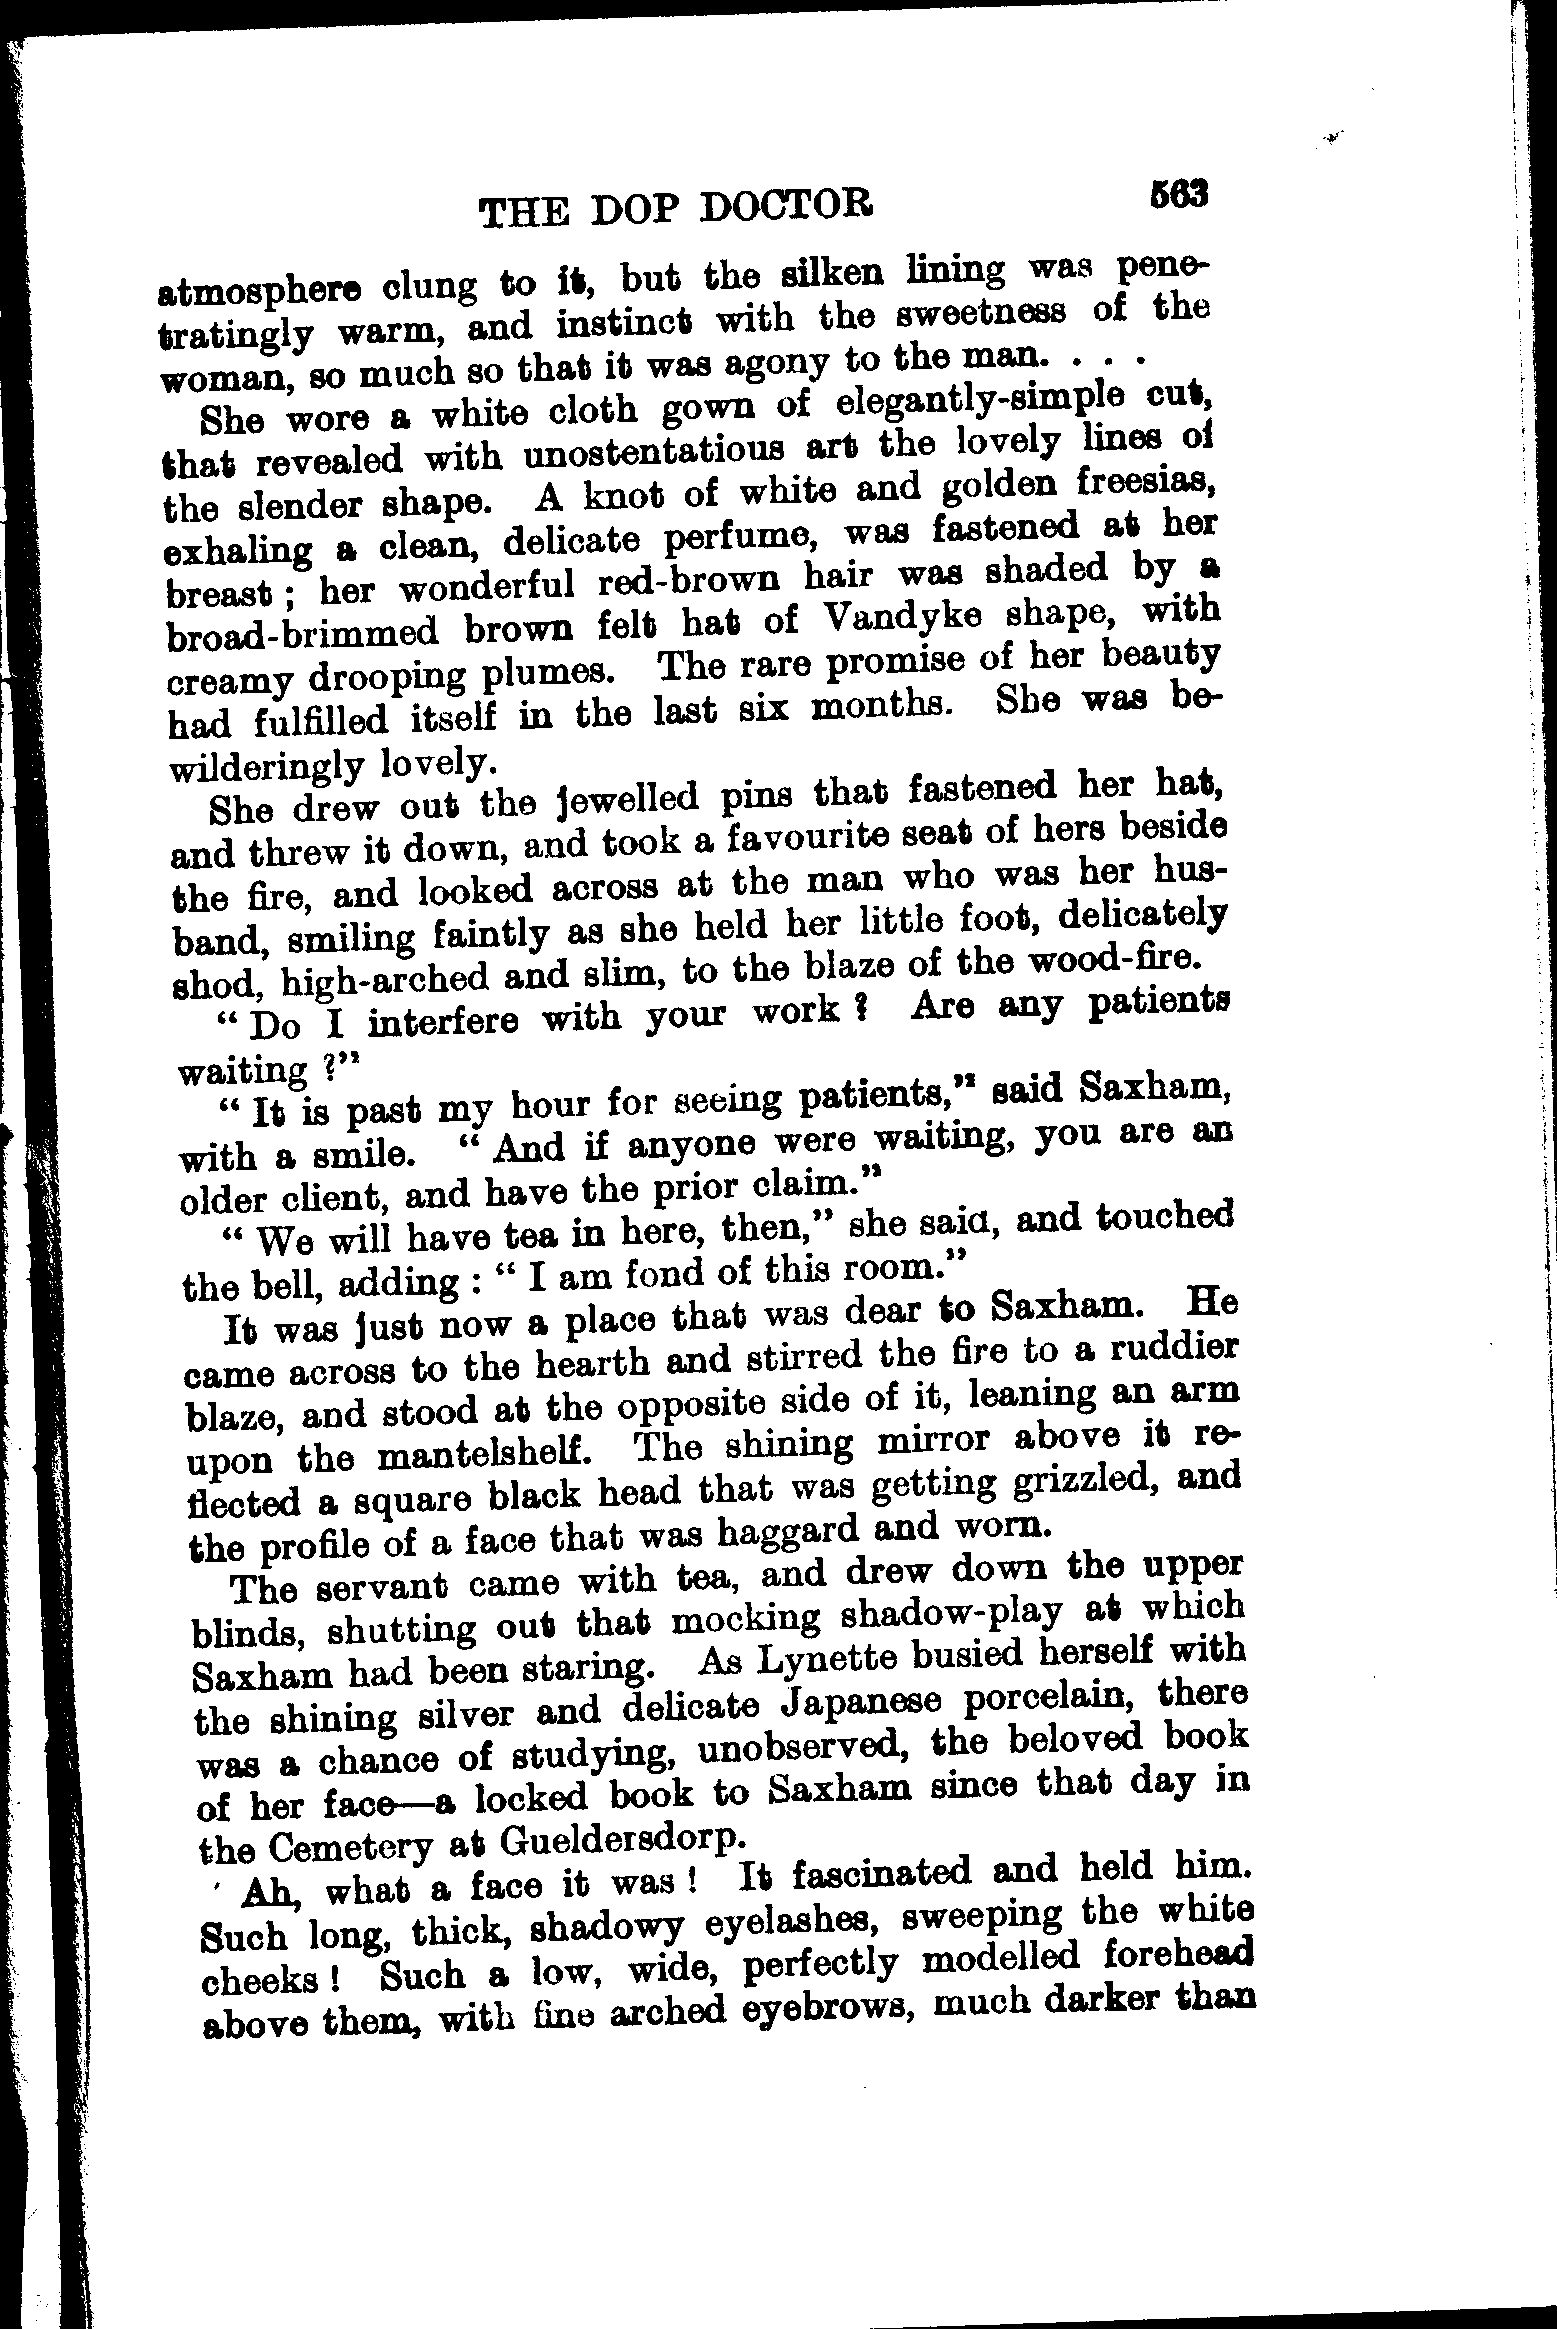 THE DOP DOCTOR 563
atmosphere clung to it, but the silken lining was pene-
tratingly warm, and instinct with the sweetness of the
woman, so much so that it was agony to the man. . . .
She wore a white cloth gown of elegantly-simple cut,
that revealed with unostentatious art the lovely lines of
the slender shape. A knot of white and golden freesias,
exhaling a clean, delicate perfume, was fastened at her
breast ; her wonderful red-brown hair was shaded by a
broad-brimmed brown felt hat of Vandyke shape, with
creamy drooping plumes. The rare promise of her beauty
had fulfilled itself in the last six months. She was be-
wilderingly lovely.
She drew out the jewelled pins that fastened her hat,
and threw it down, and took a favourite seat of hers beside
the fire, and looked across at the man who was her hus-
band, smiling faintly as she held her little foot, delicately
shod, high-arched and slim, to the blaze of the wood-fire.
“ Do I interfere with your work ? Are any patients
waiting ?”
“ It is past my hour for seeing patients,” said Saxham,
with a smile. “ And if anyone were waiting, you are an
older client, and have the prior claim.”
“ We will have tea in here, then,” she said, and touched
the bell, adding : “ I am fond of this room.”
It was just now a place that was dear to Saxham. He
came across to the hearth and stirred the fire to a ruddier
blaze, and stood at the opposite side of it, leaning an arm
upon the mantelshelf. The shining mirror above it re-
flected a square black head that was getting grizzled, and
the profile of a face that was haggard and worn.
The servant came with tea, and drew down the upper
blinds, shutting out that mocking shadow-play at which
Saxham had been staring. As Lynette busied herself with
the shining silver and delicate Japanese porcelain, there
was a chance of studying, unobserved, the beloved book
of her face—a locked book to Saxham since that day in
the Cemetery at Gueldersdorp.
Ah, what a face it was ! It fascinated and held him.
Such long, thick, shadowy eyelashes, sweeping the white
cheeks ! Such a low, wide, perfectly modelled forehead
above them, with fine arched eyebrows, much darker than